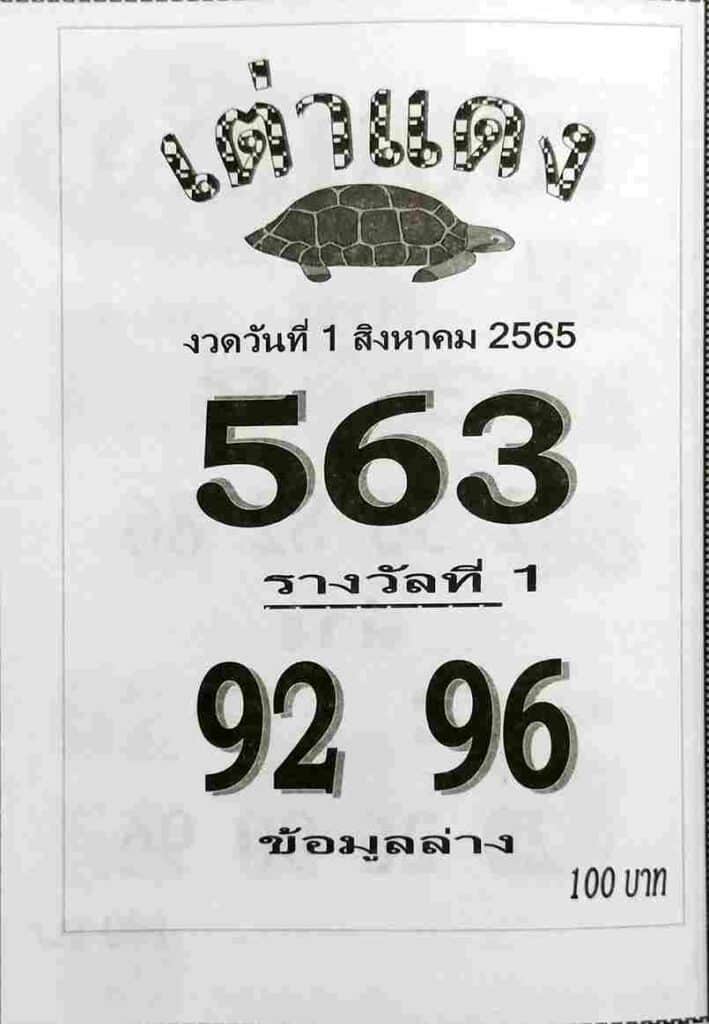 เต่าแดง
งวดวันที่ 1 สิงหาคม 2565
563
รางวัลที่ 1
92 96
ข้อมูลล่าง
100 บาท